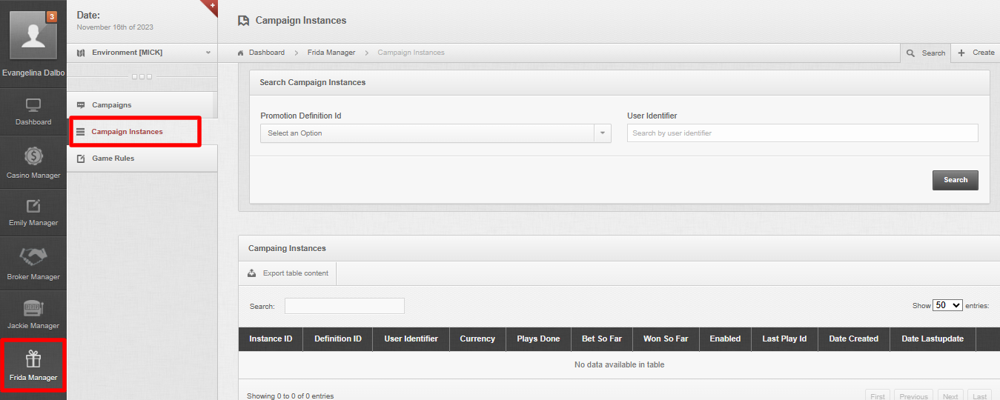 3
Evangelina Dalbo
Dashboard
Casino Manager
Emily Manager
Broker Manager
Jackie Manager
Frida Manager
Date:
November 16th of 2023
+
Environment [MICK]
Campaigns
Campaign Instances
Game Rules
Campaign Instances
Dashboard > Frida Manager > Campaign Instances
Search
+ Create
Search Campaign Instances
Promotion Definition Id User Identifier
Select an Option Search by user identifier
Search
Campaing Instances
Export table content
Search: Show 50 entries:
Instance ID Definition ID User Identifier Currency Plays Done Bet So Far Won So Far Enabled Last Play Id Date Created Date Lastupdate
No data available in table
Showing 0 to 0 of 0 entries First Previous Next Last